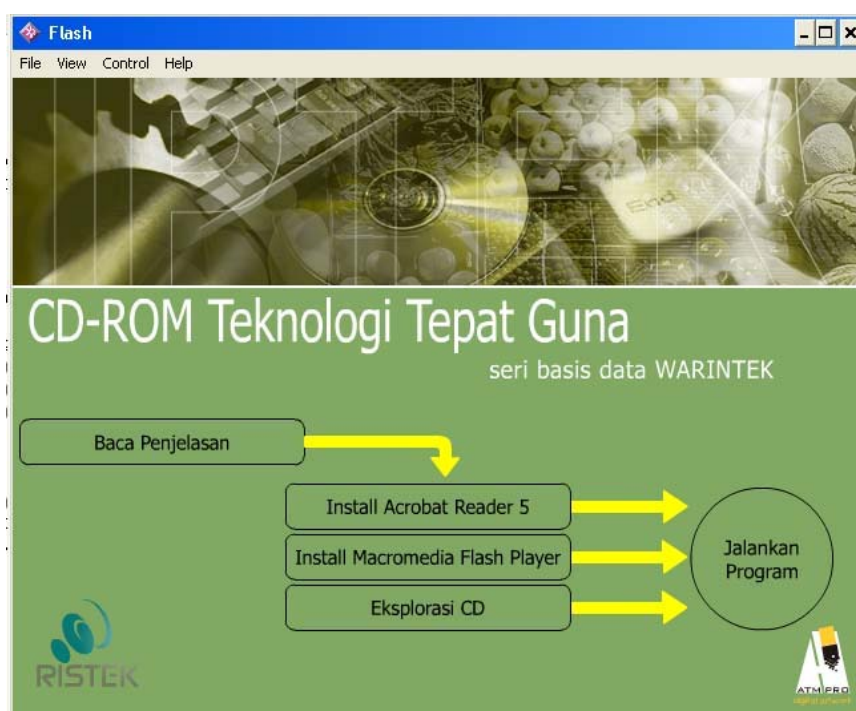 Flash
File View Control Help
End
CD-ROM Teknologi Tepat Guna
seri basis data WARINTEK
Baca Penjelasan
Install Acrobat Reader 5
Install Macromedia Flash Player
Eksplorasi CD
Jalankan
Program
RISTEK
ATM PRO